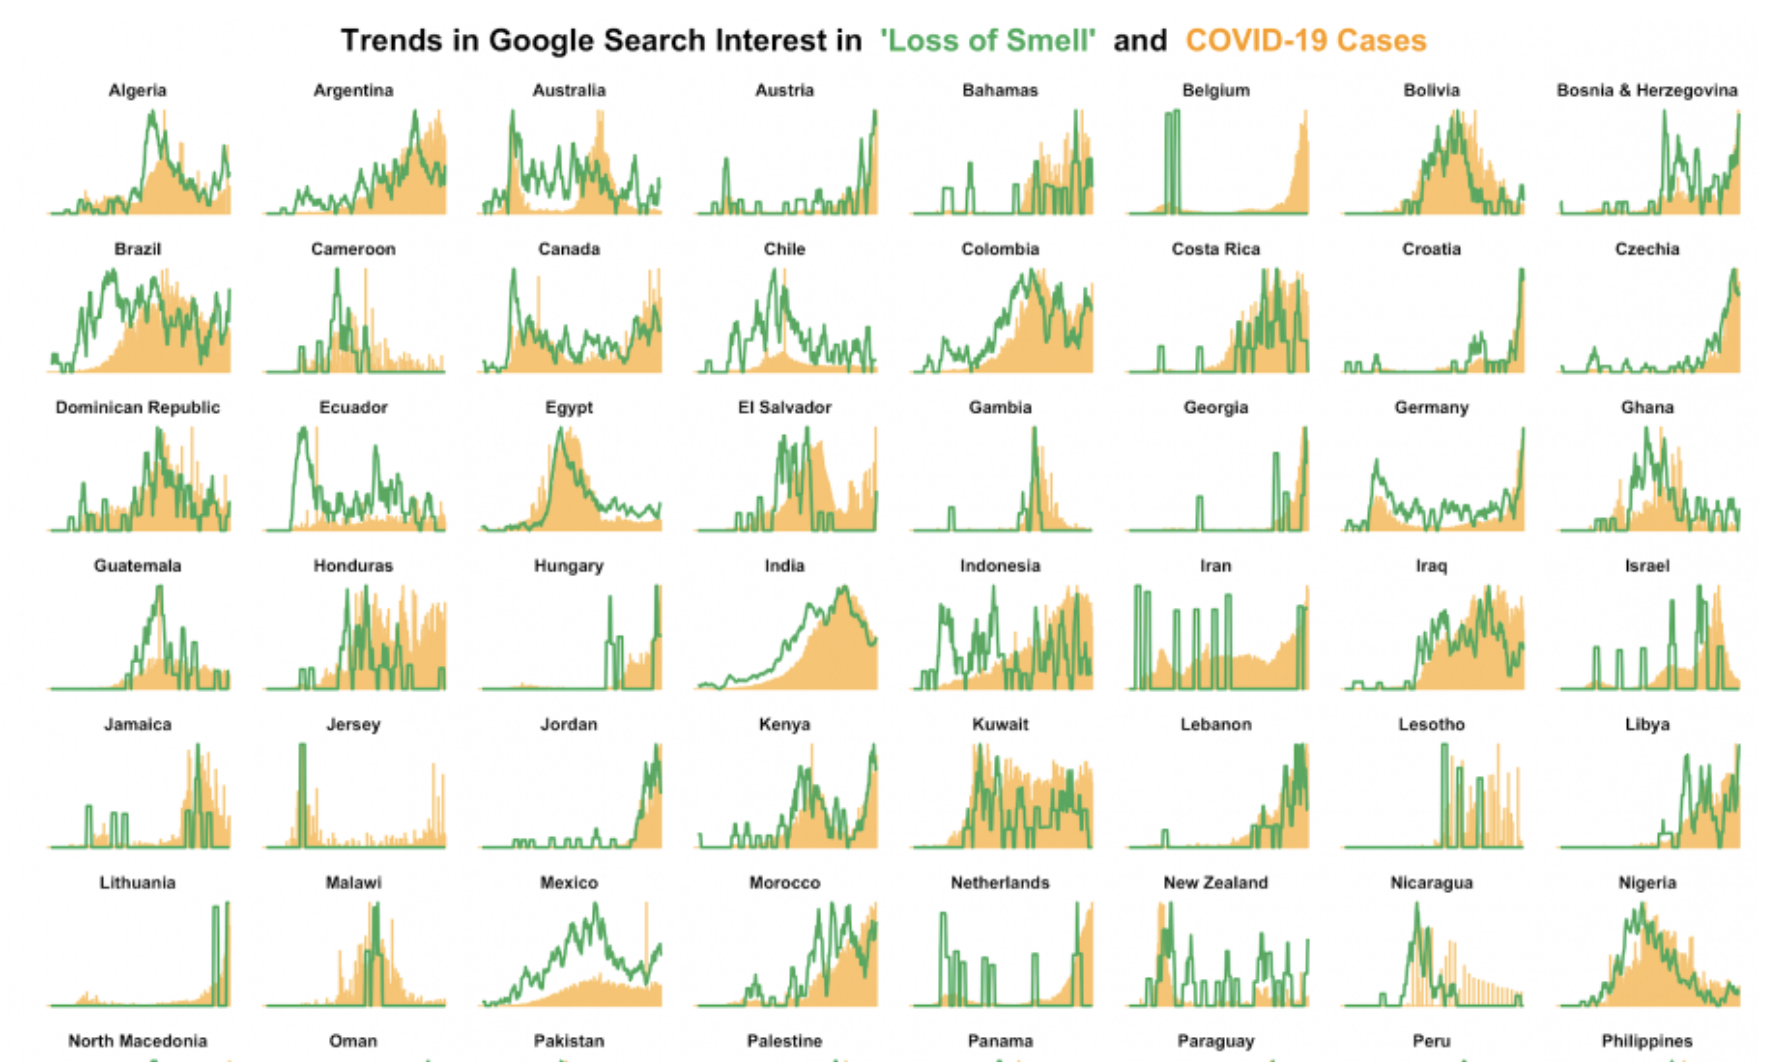 Trends in Google Search Interest in 'Loss of Smell' and COVID-19 Cases
Algeria Argentina Australia Austria Bahamas Belgium Bolivia Bosnia & Herzegovina
Brazil Cameroon Canada Chile Colombia Costa Rica Croatia Czechia
Dominican Republic Ecuador Egypt El Salvador Gambia Georgia Germany Ghana
Guatemala Honduras Hungary India Indonesia Iran Iraq Israel
Jamaica Jersey Jordan Kenya Kuwait Lebanon Lesotho Libya
Lithuania Malawi Mexico Morocco Netherlands New Zealand Nicaragua Nigeria
North Macedonia Oman Pakistan Palestine Panama Paraguay Peru Philippines